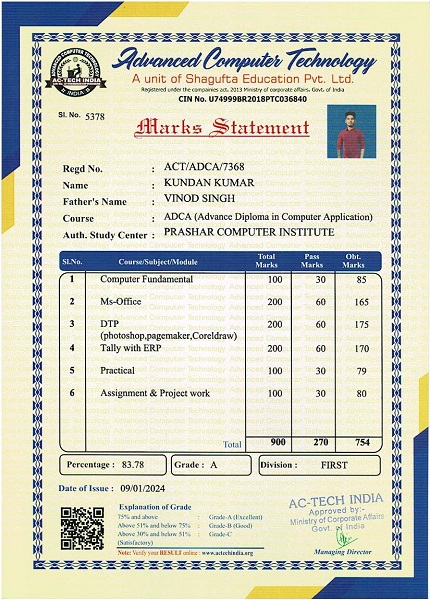 ADVANCED COMPUTER TECHNOLOGY
AC-TECH INDIA
INDIA
Advanced Computer Technology
A unit of Shagufta Education Pvt. Ltd.
Registered under the companies act, 2013 Ministry of corporate affairs, Govt. of India
CIN No. U74999BR2018PTC036840
Sl. No. 5378
Marks Statement
Regd No. : ACT/ADCA/7368
Name : KUNDAN KUMAR
Father's Name : VINOD SINGH
Course : ADCA (Advance Diploma in Computer Application)
Auth. Study Center : PRASHAR COMPUTER INSTITUTE
Sl.No. Course/Subject/Module Total Marks Pass Marks Obt. Marks
1 Computer Fundamental 100 30 85
2 Ms-Office 200 60 165
3 DTP 200 60 175
(photoshop,pagemaker,Coreldraw)
4 Tally with ERP 200 60 170
5 Practical 100 30 79
6 Assignment & Project work 100 30 80
Total 900 270 754
Percentage : 83.78 Grade : A Division : FIRST
Date of Issue : 09/01/2024
Explanation of Grade
75% and above : Grade-A (Excellent)
Above 51% and below 75% : Grade-B (Good)
Above 30% and below 51% : Grade-C
(Satisfactory)
Note: Verify your RESULT online : www.actechindia.org
AC-TECH INDIA
Approved by:-
Ministry of Corporate Affairs
Govt. of India
Managing Director